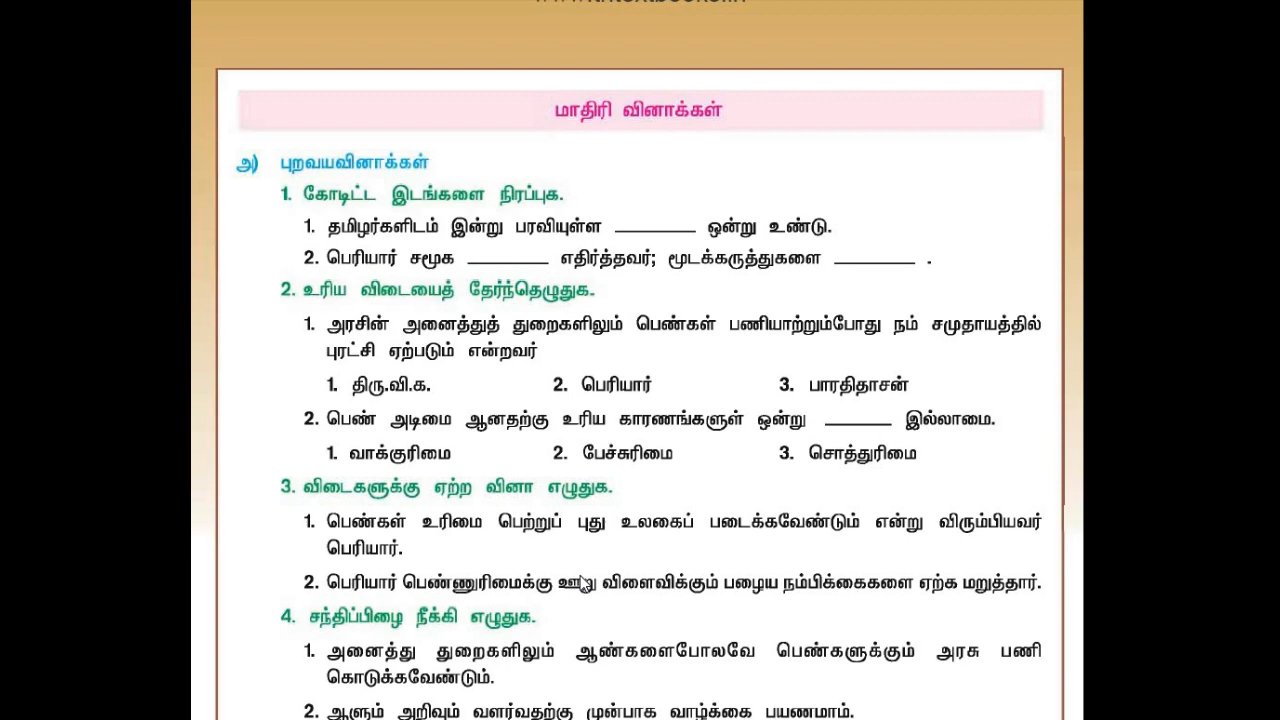 மாதிரி வினாக்கள்
அ) புறவயவினாக்கள்
1. கோடிட்ட இடங்களை நிரப்புக.
1. தமிழர்களிடம் இன்று பரவியுள்ள ________ ஒன்று உண்டு.
2. பெரியார் சமூக ________ எதிர்த்தவர்; மூடக்கருத்துகளை ________ .
2. உரிய விடையைத் தேர்ந்தெழுதுக.
1. அரசின் அனைத்துத் துறைகளிலும் பெண்கள் பணியாற்றும்போது நம் சமுதாயத்தில்
புரட்சி ஏற்படும் என்றவர்
1. திரு.வி.க. 2. பெரியார் 3. பாரதிதாசன்
2. பெண் அடிமை ஆனதற்கு உரிய காரணங்களுள் ஒன்று ________ இல்லாமை.
1. வாக்குரிமை 2. பேச்சுரிமை 3. சொத்துரிமை
3. விடைகளுக்கு ஏற்ற வினா எழுதுக.
1. பெண்கள் உரிமை பெற்றுப் புது உலகைப் படைக்கவேண்டும் என்று விரும்பியவர்
பெரியார்.
2. பெரியார் பெண்ணுரிமைக்கு ஊறு விளைவிக்கும் பழைய நம்பிக்கைகளை ஏற்க மறுத்தார்.
4. சந்திப்பிழை நீக்கி எழுதுக.
1. அனைத்து துறைகளிலும் ஆண்களைபோலவே பெண்களுக்கும் அரசு பணி
கொடுக்கவேண்டும்.
2. ஆளும் அறிவும் வளர்வதற்கு முன்பாக வாழ்க்கை பயணமாம்.